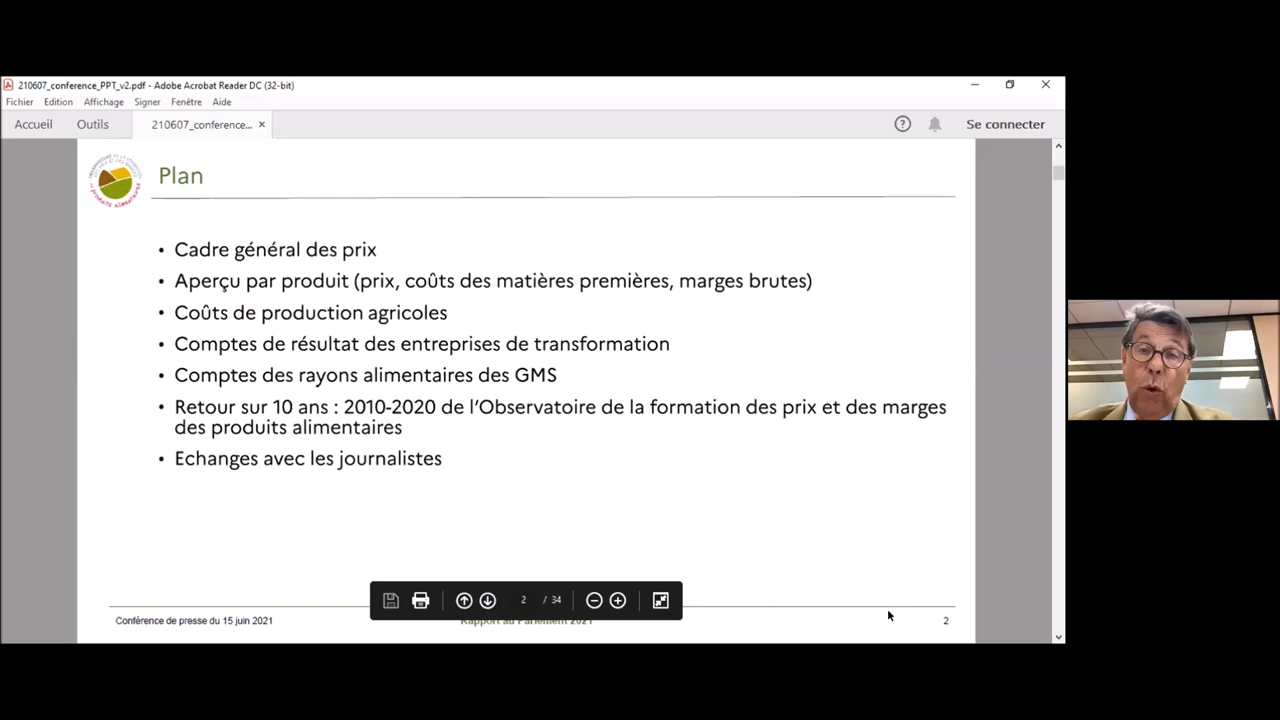 210607_conference_PPT_v2.pdf - Adobe Acrobat Reader DC (32-bit)
Fichier Edition Affichage Signer Fenêtre Aide
Accueil Outils 210607_conference... × Se connecter
Plan
• Cadre général des prix
• Aperçu par produit (prix, coûts des matières premières, marges brutes)
• Coûts de production agricoles
• Comptes de résultat des entreprises de transformation
• Comptes des rayons alimentaires des GMS
• Retour sur 10 ans : 2010-2020 de l'Observatoire de la formation des prix et des marges
des produits alimentaires
• Echanges avec les journalistes
2 / 34
Conférence de presse du 15 juin 2021 Rapport au Parlement 2021 2